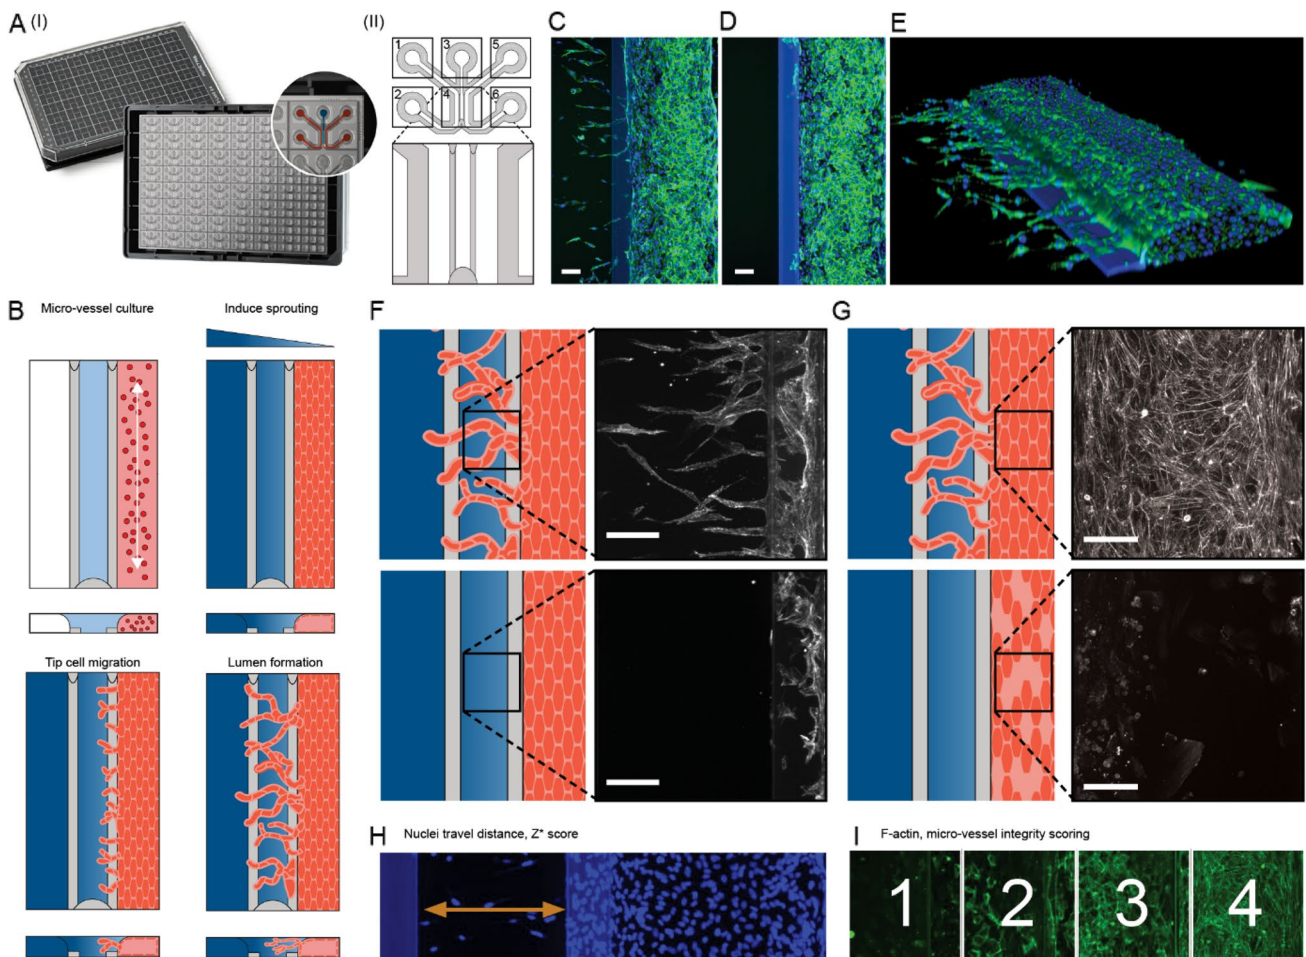 A (I)
(II)
1
3
5
2
4
6
C
D
E
B
Micro-vessel culture
Induce sprouting
Tip cell migration
Lumen formation
F
G
H
Nuclei travel distance, Z* score
I
F-actin, micro-vessel integrity scoring
1
2
3
4